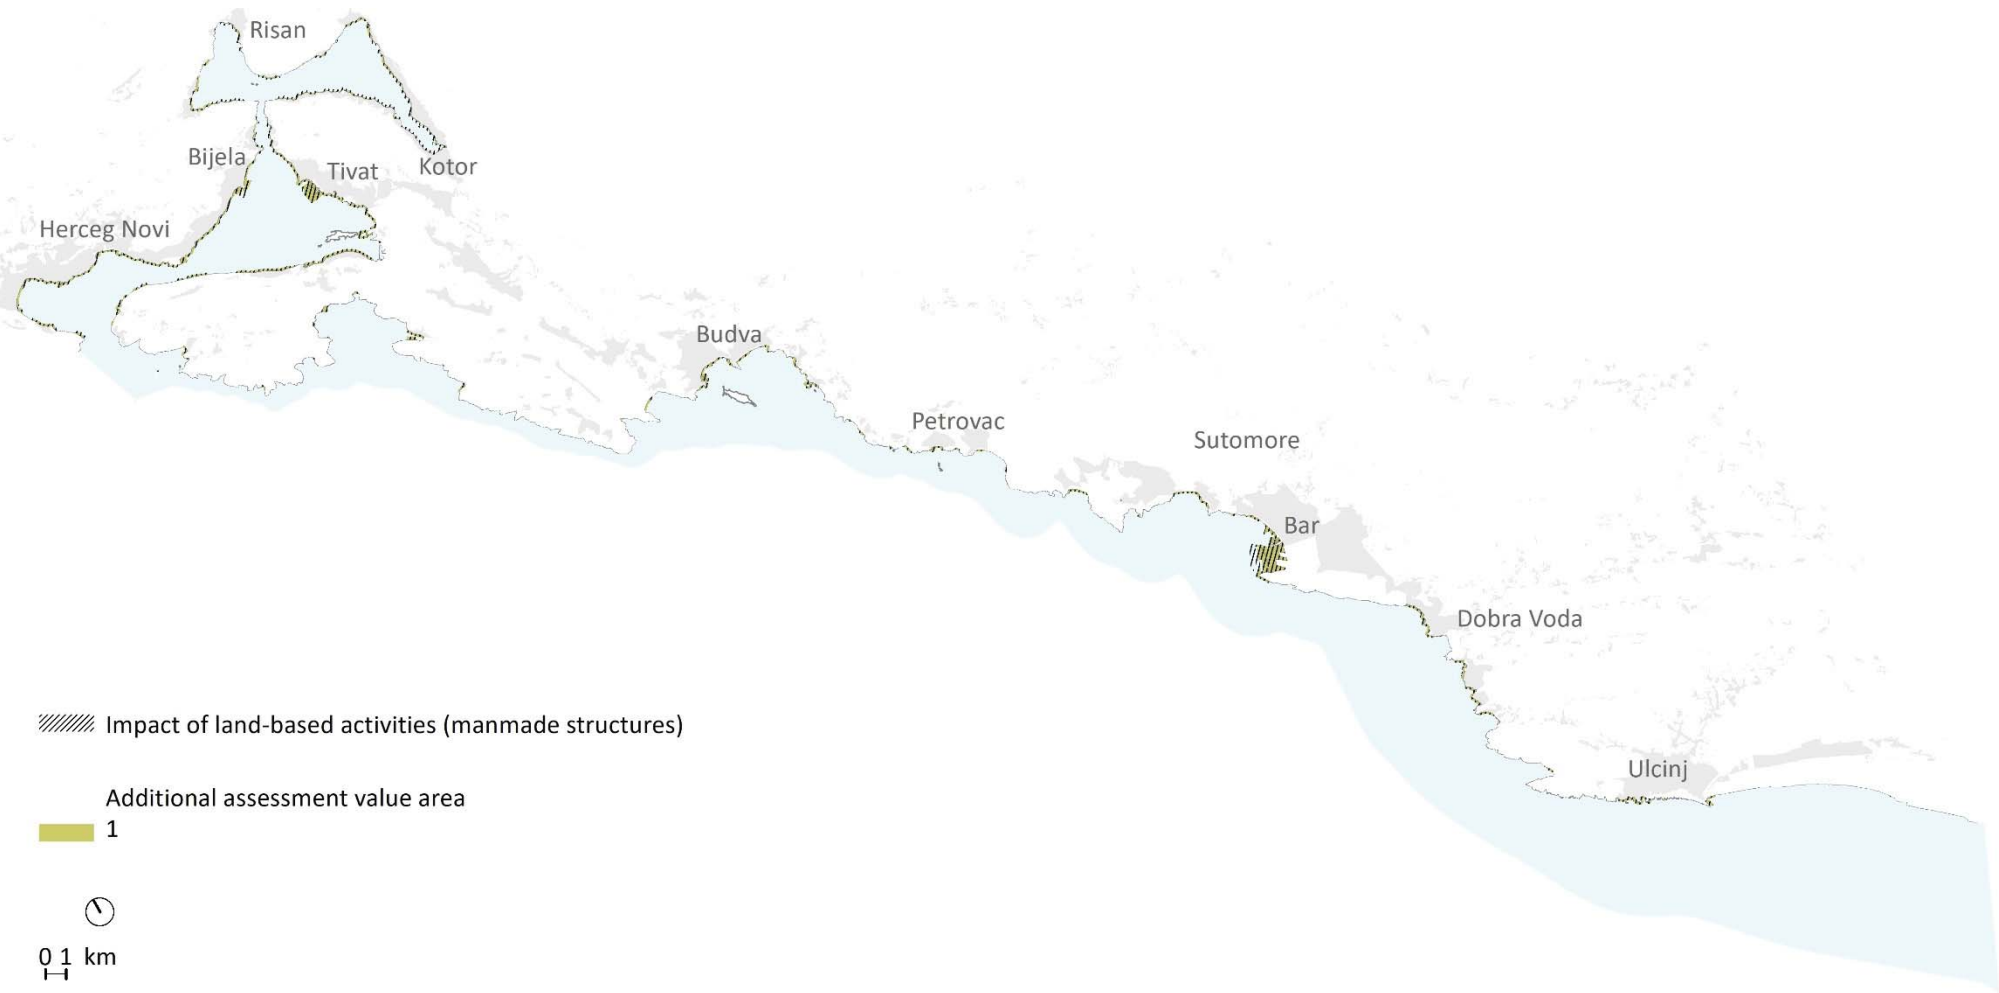 Risan
Bijela
Tivat
Kotor
Herceg Novi
Budva
Petrovac
Sutomore
Bar
Dobra Voda
Ulcinj
Impact of land-based activities (manmade structures)
Additional assessment value area
1
0 1 km